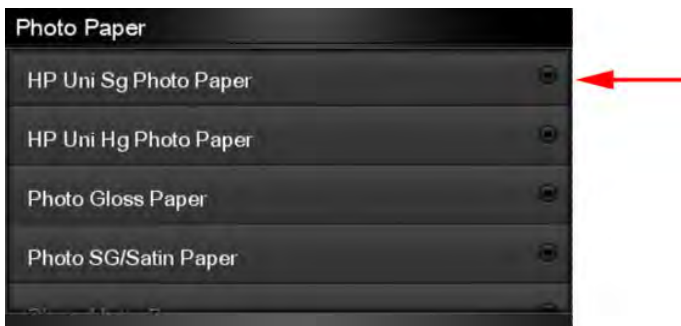 Photo Paper
HP Uni Sg Photo Paper
HP Uni Hg Photo Paper
Photo Gloss Paper
Photo SG/Satin Paper